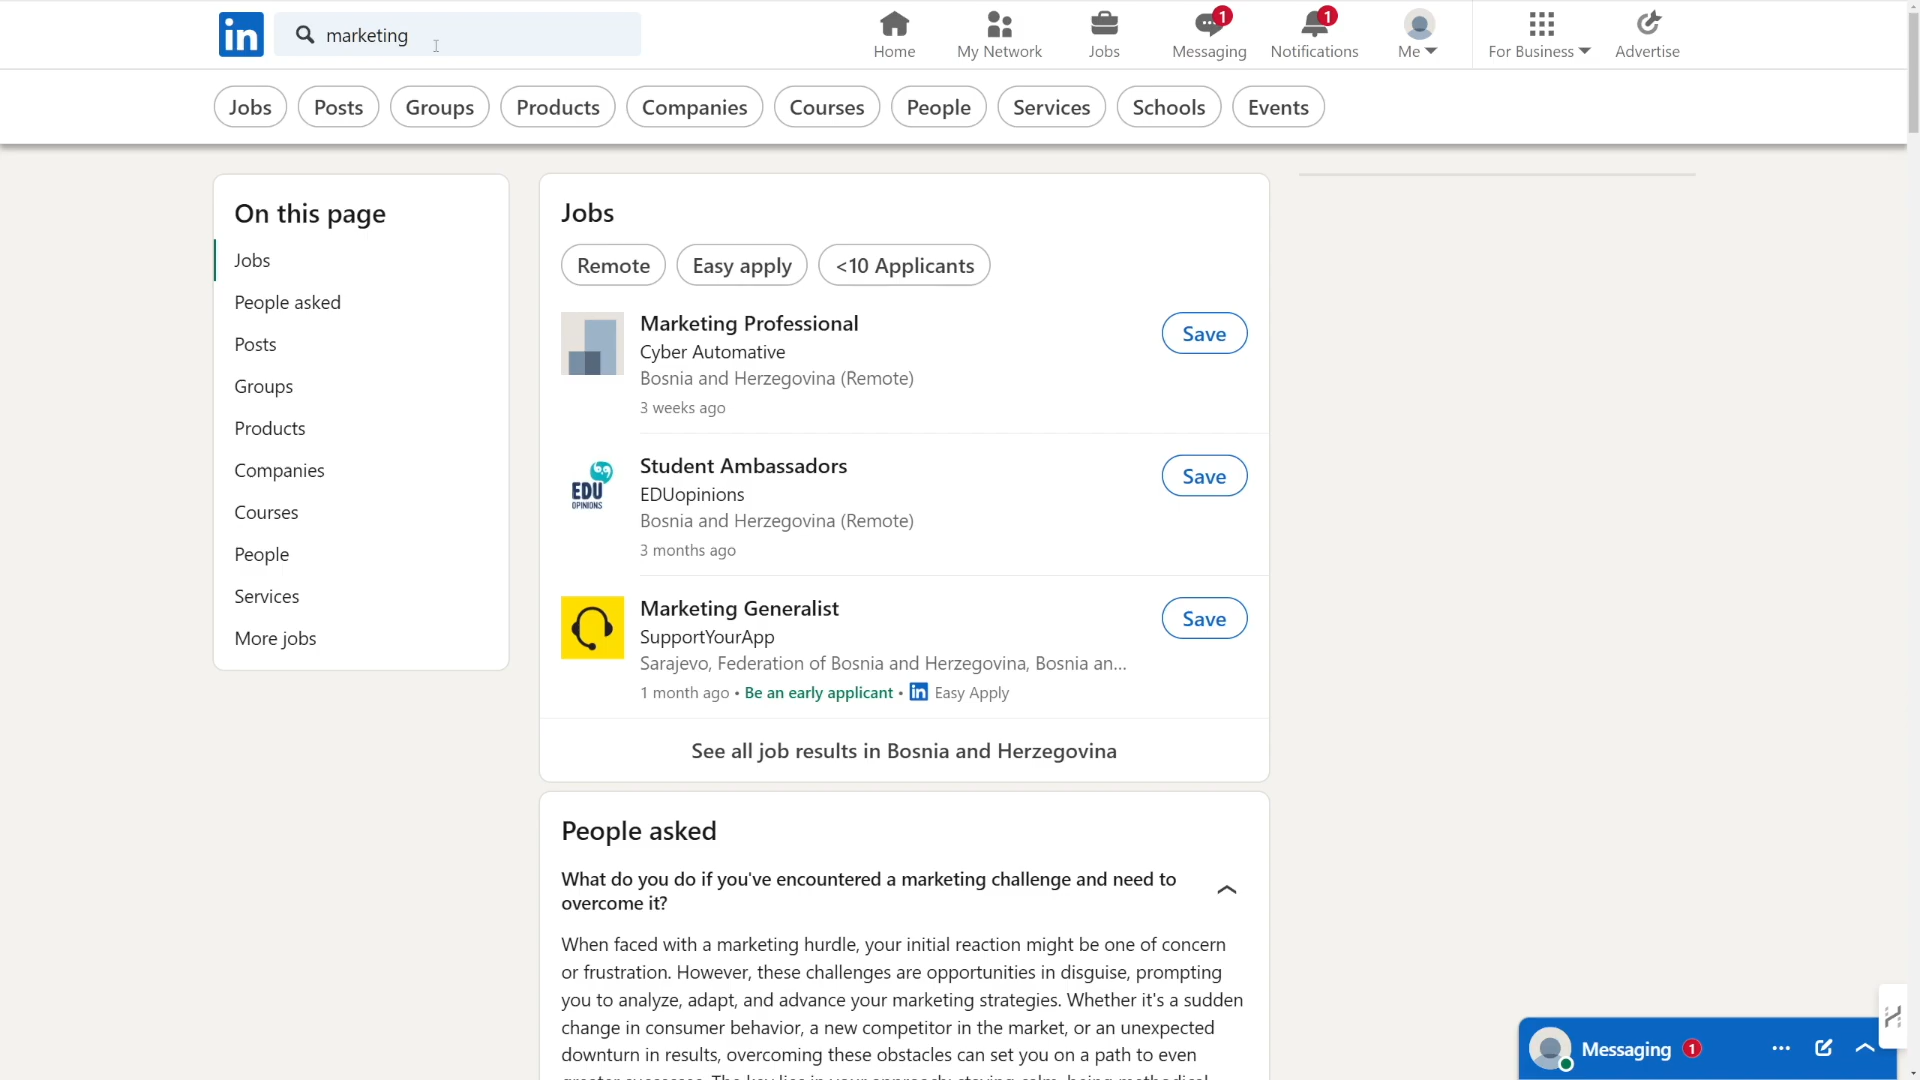 in
marketing
Home
My Network
Jobs
1
Messaging
1
Notifications
Me
For Business
Advertise
Jobs
Posts
Groups
Products
Companies
Courses
People
Services
Schools
Events
On this page
Jobs
People asked
Posts
Groups
Products
Companies
Courses
People
Services
More jobs
Jobs
Remote
Easy apply
<10 Applicants
Marketing Professional
Cyber Automative
Bosnia and Herzegovina (Remote)
3 weeks ago
Save
EDU
OPINIONS
Student Ambassadors
EDUopinions
Bosnia and Herzegovina (Remote)
3 months ago
Save
Marketing Generalist
SupportYourApp
Sarajevo, Federation of Bosnia and Herzegovina, Bosnia an...
1 month ago • Be an early applicant • in Easy Apply
Save
See all job results in Bosnia and Herzegovina
People asked
What do you do if you've encountered a marketing challenge and need to
overcome it?
When faced with a marketing hurdle, your initial reaction might be one of concern
or frustration. However, these challenges are opportunities in disguise, prompting
you to analyze, adapt, and advance your marketing strategies. Whether it's a sudden
change in consumer behavior, a new competitor in the market, or an unexpected
downturn in results, overcoming these obstacles can set you on a path to even
Messaging 1